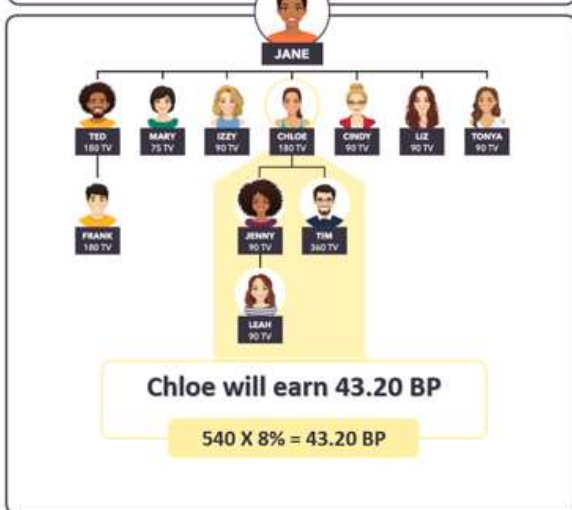 JANE
TED
180 TV
MARY
75 TV
IZZY
90 TV
CHLOE
180 TV
CINDY
90 TV
LIZ
90 TV
TONYA
90 TV
FRANK
180 TV
JENNY
90 TV
TIM
360 TV
LEAH
90 TV
Chloe will earn 43.20 BP
540 X 8% = 43.20 BP